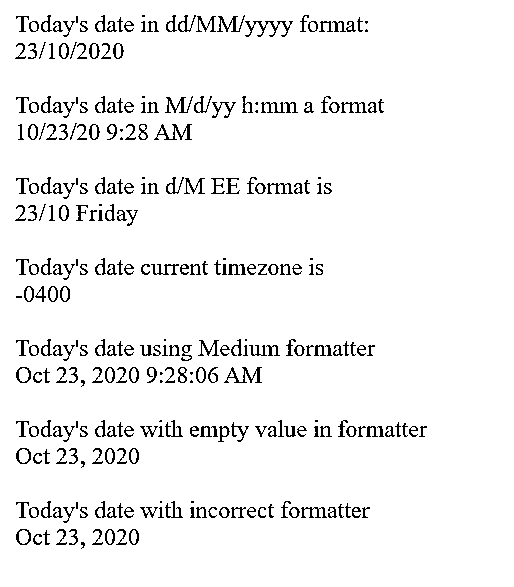 Today's date in dd/MM/yyyy format:
23/10/2020
Today's date in M/d/yy h:mm a format
10/23/20 9:28 AM
Today's date in d/M EE format is
23/10 Friday
Today's date current timezone is
-0400
Today's date using Medium formatter
Oct 23, 2020 9:28:06 AM
Today's date with empty value in formatter
Oct 23, 2020
Today's date with incorrect formatter
Oct 23, 2020